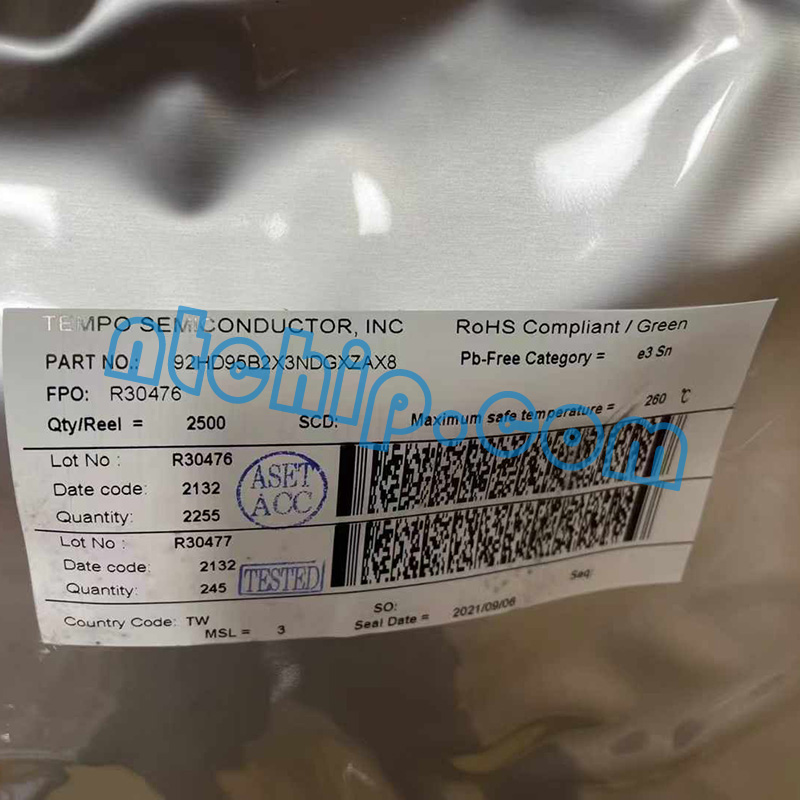 TEMPO SEMICONDUCTOR, INC
RoHS Compliant / Green
PART NO.: 92HD95B2X3NDGXZAX8
Pb-Free Category = e3 Sn
FPO: R30476
Qty/Reel = 2500 SCD: Maximum safe temperature = 260 ℃
Lot No : R30476
Date code: 2132
Quantity: 2255
ASET
ACC
Lot No : R30477
Date code: 2132
Quantity: 245
TESTED
Seq:
Country Code: TW
MSL = 3
SO:
Seal Date = 2021/09/06
ntchip.com